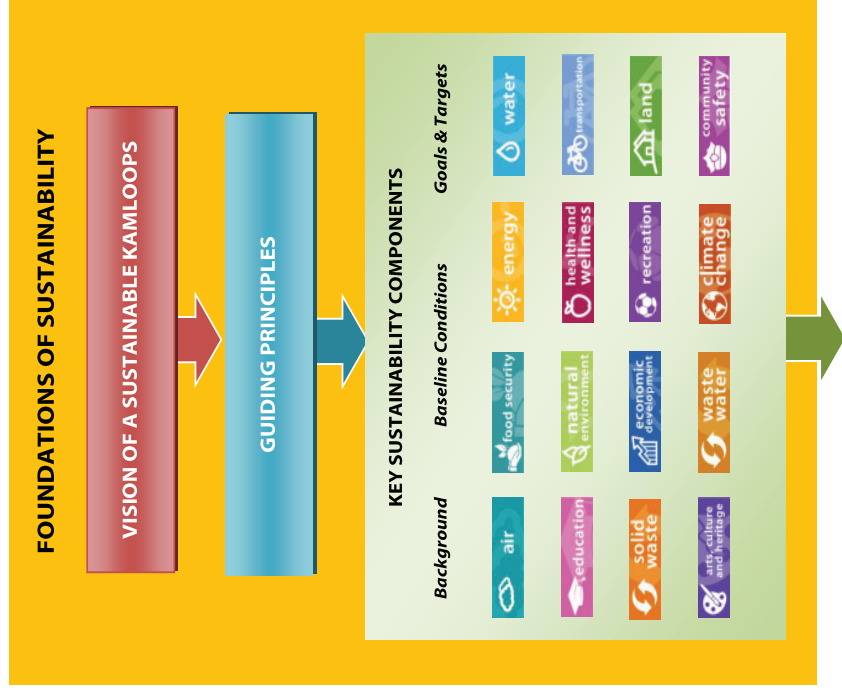 FOUNDATIONS OF SUSTAINABILITY
VISION OF A SUSTAINABLE KAMLOOPS
GUIDING PRINCIPLES
KEY SUSTAINABILITY COMPONENTS
Background Baseline Conditions Goals & Targets
air
food security
energy
water
education
natural
environment
health and
wellness
transportation
solid
waste
economic
development
recreation
land
arts, culture
and heritage
waste
water
climate
change
community
safety